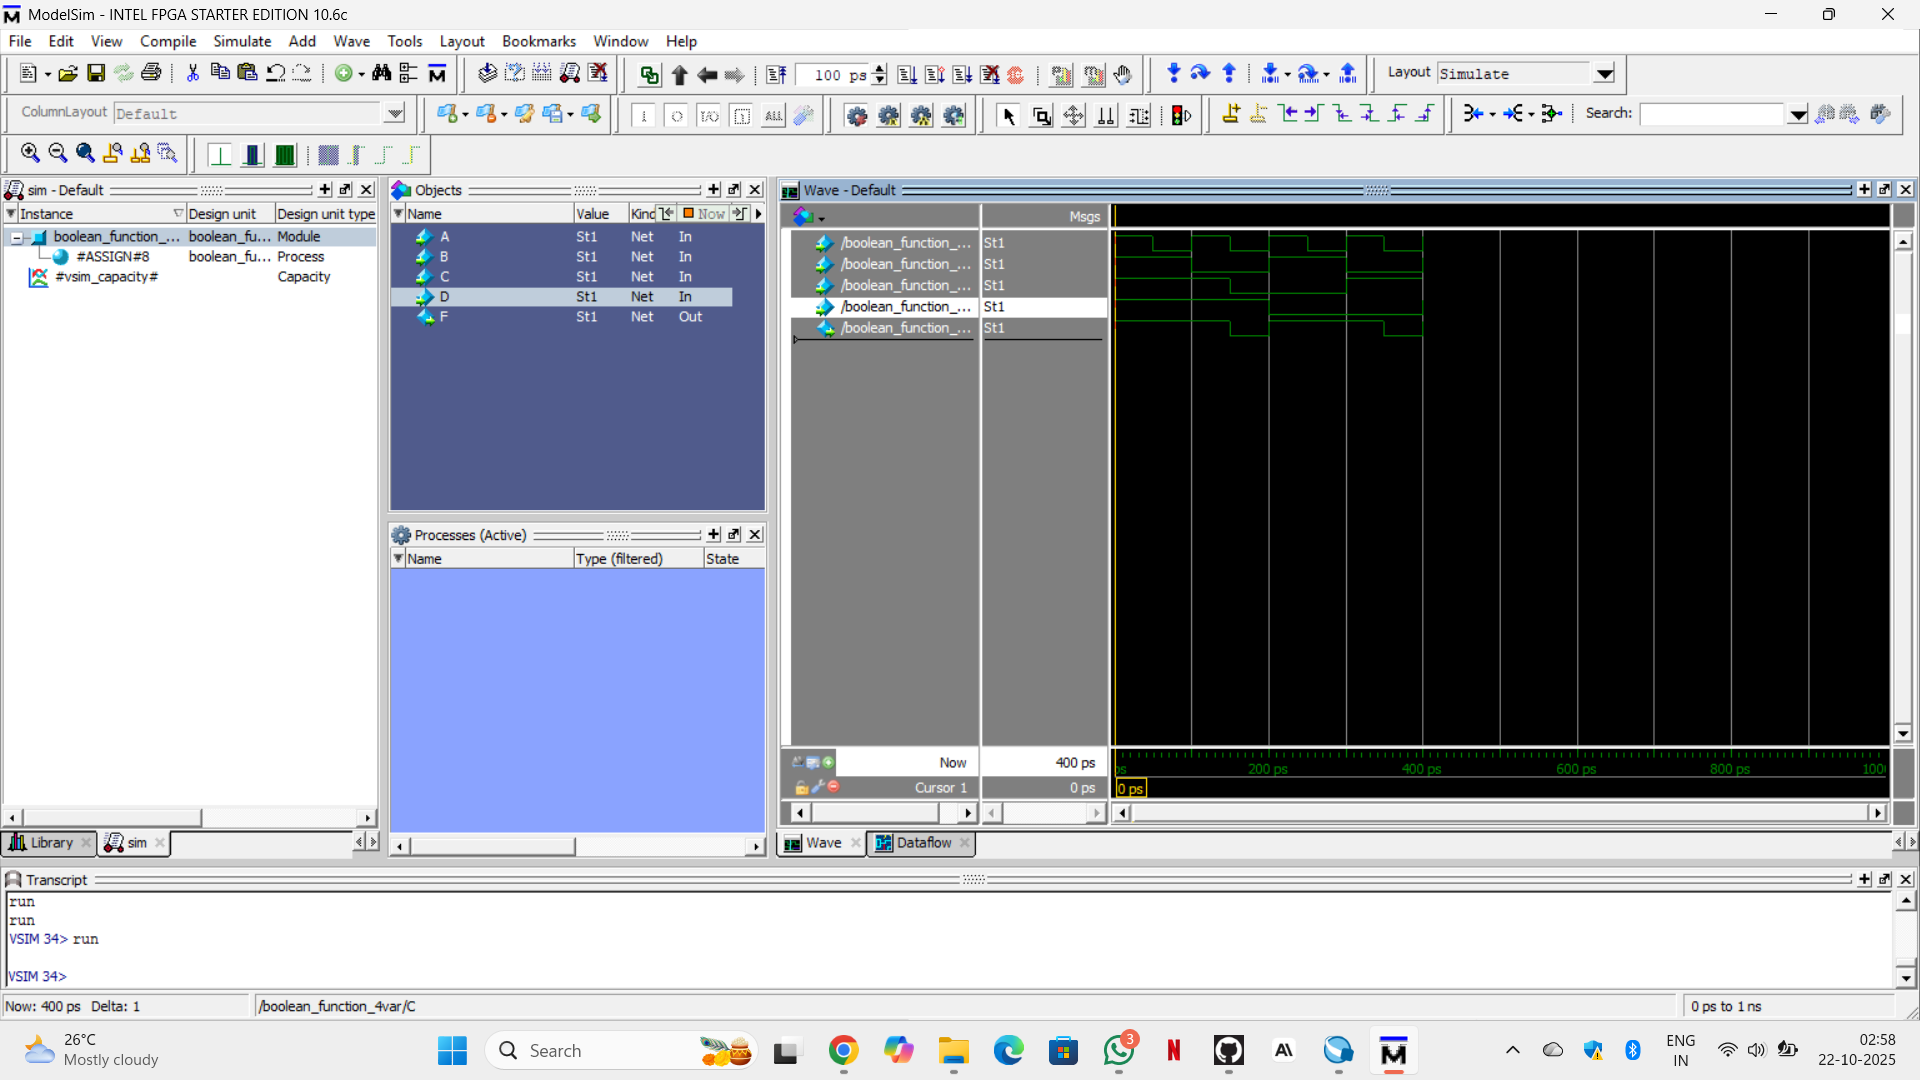 ModelSim - INTEL FPGA STARTER EDITION 10.6c
File Edit View Compile Simulate Add Wave Tools Layout Bookmarks Window Help
100 ps
Layout Simulate
ColumnLayout Default
Search:
sim - Default
Instance Design unit Design unit type
boolean_function_... boolean_fu... Module
#ASSIGN#8 boolean_fu... Process
#vsim_capacity# Capacity
Library sim
Objects
Name Value Kind Now
A St1 Net In
B St1 Net In
C St1 Net In
D St1 Net In
F St1 Net Out
Processes (Active)
Name Type (filtered) State
Wave - Default
Msgs
/boolean_function_... St1
/boolean_function_... St1
/boolean_function_... St1
/boolean_function_... St1
/boolean_function_... St1
Now 400 ps
Cursor 1 0 ps
ps 200 ps 400 ps 600 ps 800 ps 100
0 ps
Wave Dataflow
Transcript
run
run
VSIM 34> run
VSIM 34>
Now: 400 ps Delta: 1 /boolean_function_4var/C 0 ps to 1 ns
26°C
Mostly cloudy
Search
3
ENG
IN
02:58
22-10-2025